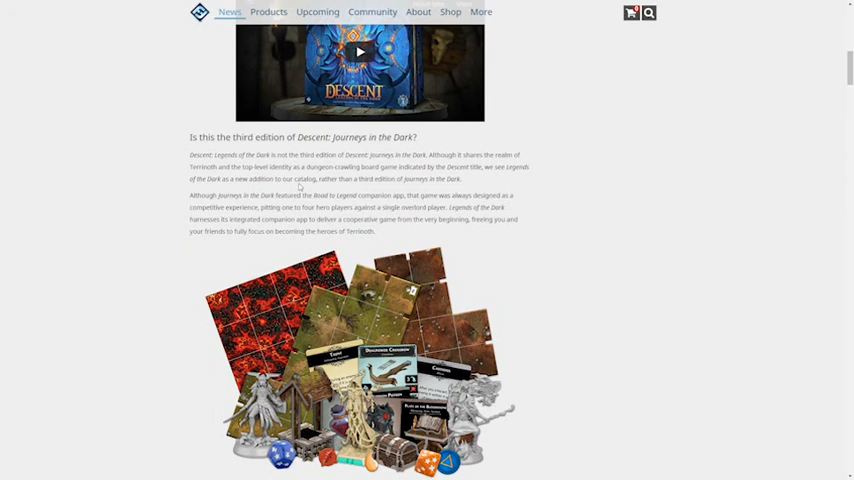 News Products Upcoming Community About Shop More
DESCENT
Is this the third edition of Descent: Journeys in the Dark?
Descent: Legends of the Dark is not the third edition of Descent: Journeys in the Dark. Although it shares the realm of
Terrinoth and the top-level identity as a dungeon-crawling board game indicated by the Descent title, we see Legends
of the Dark as a new addition to our catalog, rather than a third edition of Journeys in the Dark.
Although Journeys in the Dark featured the Road to Legend companion app, that game was always designed as a
competitive experience, pitting one to four hero players against a single overlord player. Legends of the Dark
harnesses its integrated companion app to deliver a cooperative game from the very beginning, freeing you and
your friends to fully focus on becoming the heroes of Terrinoth.